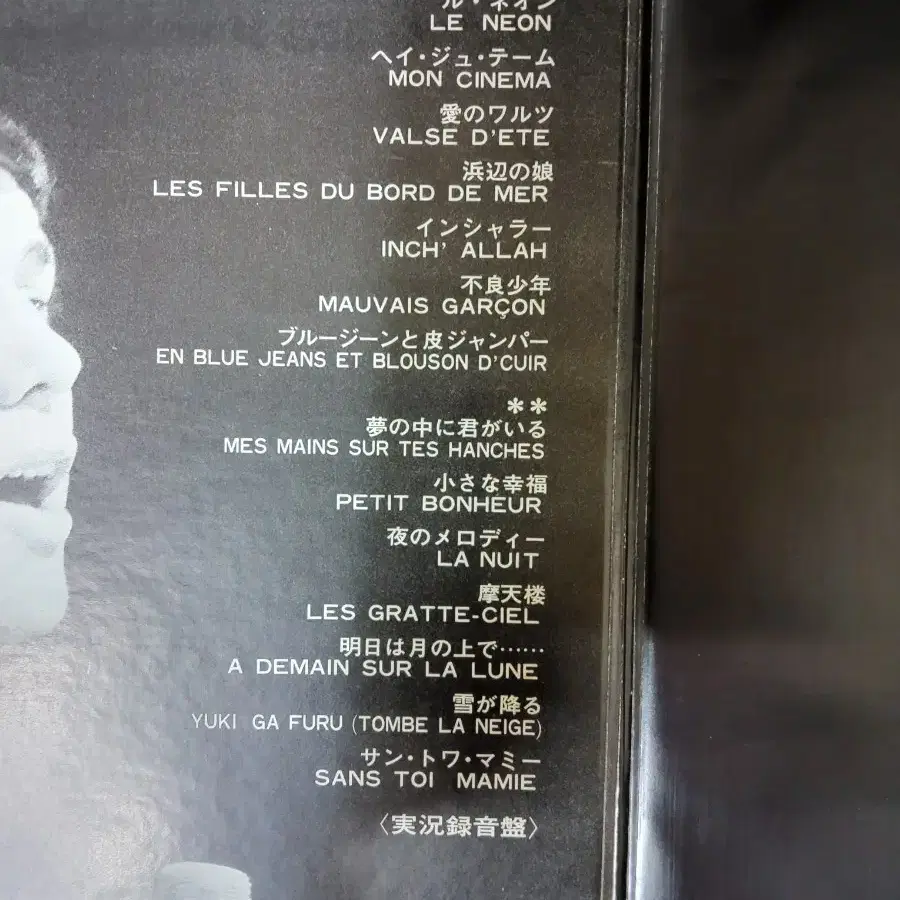 ル・ネオン
LE NEON
ヘイ・ジュ・テーム
MON CINEMA
愛のワルツ
VALSE D'ETE
浜辺の娘
LES FILLES DU BORD DE MER
インシャラー
INCH' ALLAH
不良少年
MAUVAIS GARÇON
ブルージーンと皮ジャンパー
EN BLUE JEANS ET BLOUSON D'CUIR
＊＊
夢の中に君がいる
MES MAINS SUR TES HANCHES
小さな幸福
PETIT BONHEUR
夜のメロディー
LA NUIT
摩天楼
LES GRATTE-CIEL
明日は月の上で……
A DEMAIN SUR LA LUNE
雪が降る
YUKI GA FURU (TOMBE LA NEIGE)
サン・トワ・マミー
SANS TOI MAMIE
〈実況録音盤〉